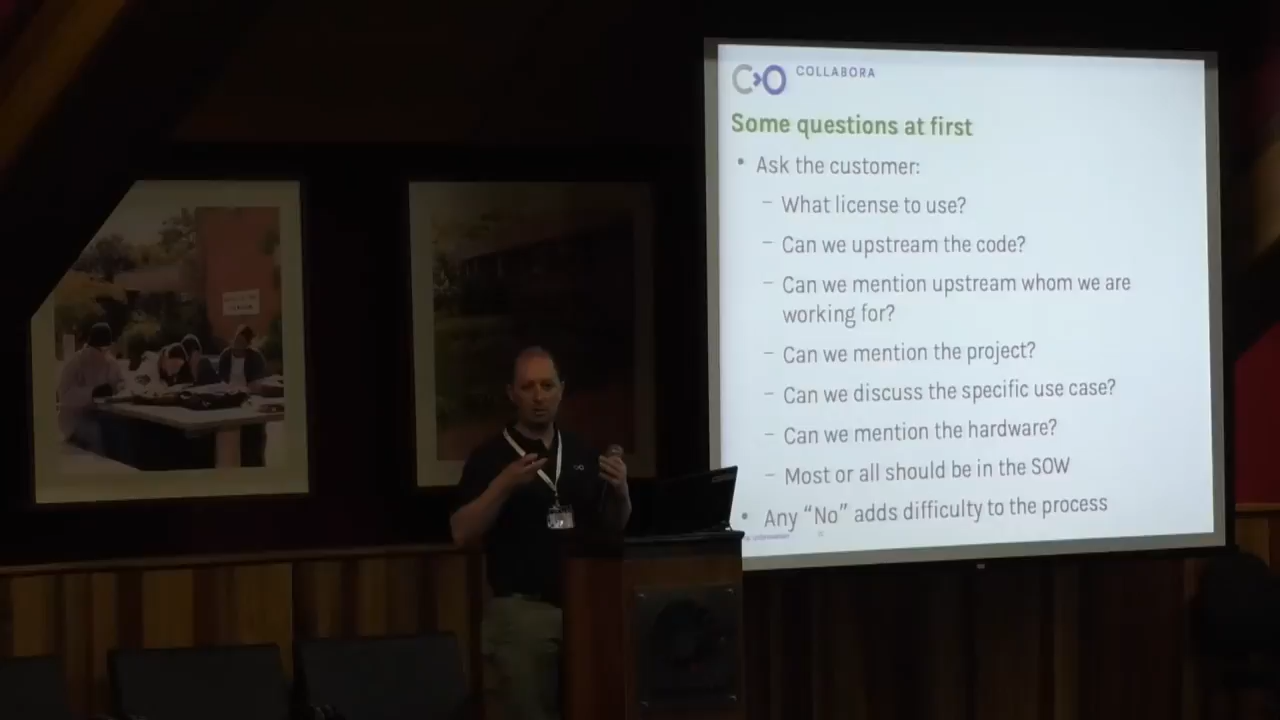 COLLABORA
Some questions at first
• Ask the customer:
– What license to use?
– Can we upstream the code?
– Can we mention upstream whom we are
working for?
– Can we mention the project?
– Can we discuss the specific use case?
– Can we mention the hardware?
– Most or all should be in the SOW
• Any “No” adds difficulty to the process